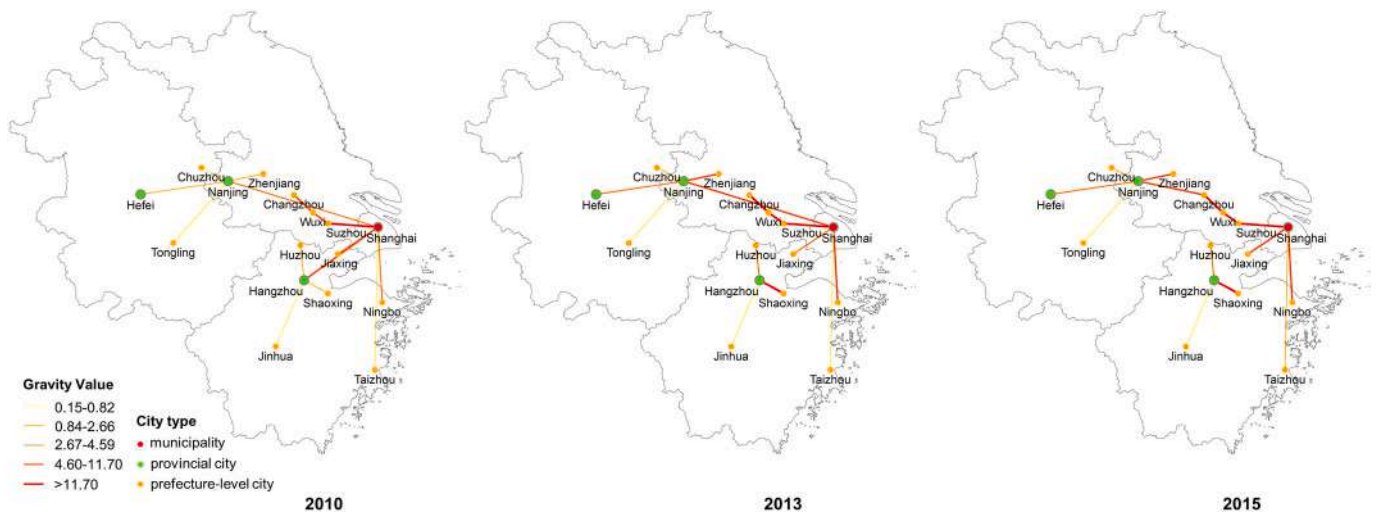 Chuzhou
Zhenjiang
Nanjing
Hefei
Changzhou
Wuxi
Suzhou
Shanghai
Tongling
Huzhou
Jiaxing
Hangzhou
Shaoxing
Ningbo
Jinhua
Taizhou
Gravity Value
0.15-0.82
0.84-2.66
2.67-4.59
4.60-11.70
>11.70
City type
municipality
provincial city
prefecture-level city
2010
Chuzhou
Zhenjiang
Nanjing
Hefei
Changzhou
Wuxi
Suzhou
Shanghai
Tongling
Huzhou
Jiaxing
Hangzhou
Shaoxing
Ningbo
Jinhua
Taizhou
2013
Chuzhou
Zhenjiang
Nanjing
Hefei
Changzhou
Wuxi
Suzhou
Shanghai
Tongling
Huzhou
Jiaxing
Hangzhou
Shaoxing
Ningbo
Jinhua
Taizhou
2015